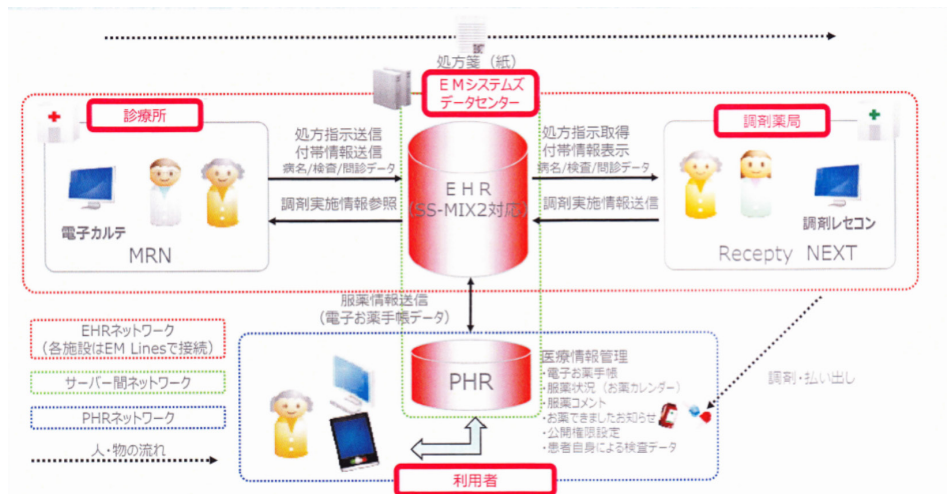 処方箋（紙）
EMシステムズ
データセンター
診療所
調剤薬局
処方指示送信
付帯情報送信
病名/検査/問診データ
処方指示取得
付帯情報表示
病名/検査/問診データ
EHR
(SS-MIX2対応)
調剤実施情報参照
調剤実施情報送信
電子カルテ
調剤レセコン
MRN
Recepty NEXT
服薬情報送信
（電子お薬手帳データ）
EHRネットワーク
（各施設はEM Linesで接続）
サーバー間ネットワーク
PHRネットワーク
人・物の流れ
PHR
医療情報管理
・電子お薬手帳
・服薬状況（お薬カレンダー）
・服薬コメント
・お薬できましたお知らせ
・公開権限設定
・患者自身による検査データ
調剤・払い出し
利用者